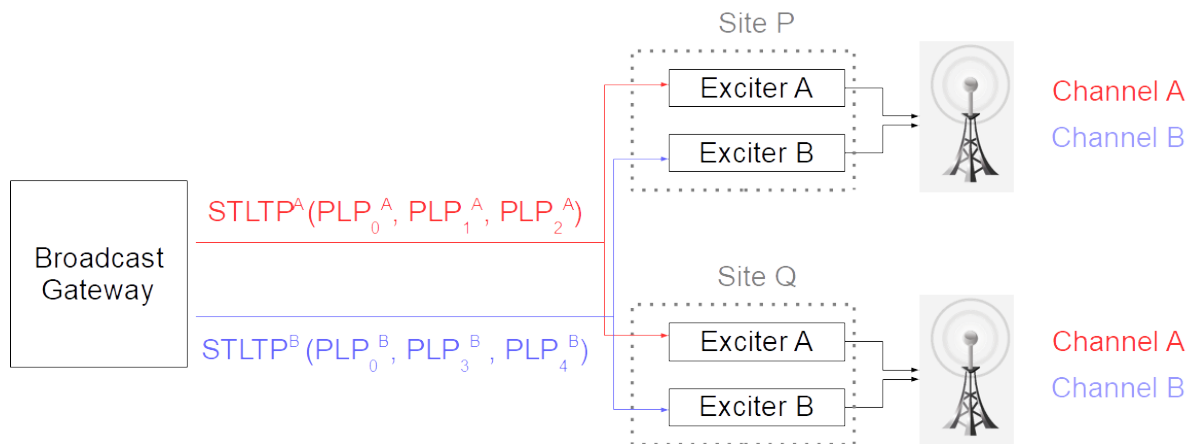 Site P
Exciter A
Exciter B
Channel A
Channel B
Broadcast
Gateway
STLTP^A (PLP_0^A, PLP_1^A, PLP_2^A)
STLTP^B (PLP_0^B, PLP_3^B , PLP_4^B)
Site Q
Exciter A
Exciter B
Channel A
Channel B